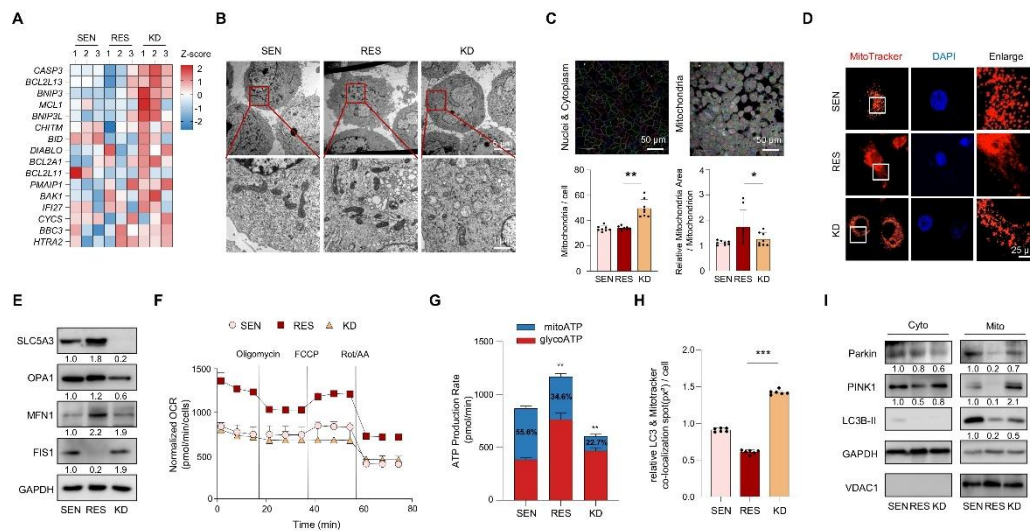 A
SEN RES KD
1 2 3 1 2 3 1 2 3
Z-score
2
1
0
-1
-2
CASP3
BCL2L13
BNIP3
MCL1
BNIP3L
CHITM
BID
DIABLO
BCL2A1
BCL2L11
PMAIP1
BAK1
IFI27
CYCS
BBC3
HTRA2
B
SEN RES KD
C
Nuclei & Cytoplasm
50 μm
Mitochondria
50 μm
Mitochondria / cell
80
60
40
20
0
**
SEN RES KD
Relative Mitochondria Area
/ Mitochondrion
4
3
2
1
0
*
SEN RES KD
D
MitoTracker DAPI Enlarge
SEN
RES
KD
25 μm
E
SLC5A3
1.0 1.8 0.2
OPA1
1.0 1.2 0.6
MFN1
1.0 2.2 1.9
FIS1
1.0 0.2 1.9
GAPDH
SEN RES KD
F
SEN RES KD
Oligomycin FCCP Rot/AA
Normalized OCR
(pmol/min/cells)
1500
1000
500
0
0 20 40 60 80
Time (min)
G
mitoATP
glycoATP
ATP Production Rate
(pmol/min)
1500
1000
500
0
55.6%
**
34.6%
**
22.7%
SEN RES KD
H
relative LC3 & Mitotracker
co-localization spot(px²) / cell
2.0
1.5
1.0
0.5
0.0
***
SEN RES KD
I
Cyto Mito
Parkin
1.0 0.8 0.6 1.0 0.2 0.7
PINK1
1.0 0.5 0.8 1.0 0.1 2.1
LC3B-II
1.0 0.2 0.5
GAPDH
VDAC1
SEN RES KD SEN RES KD